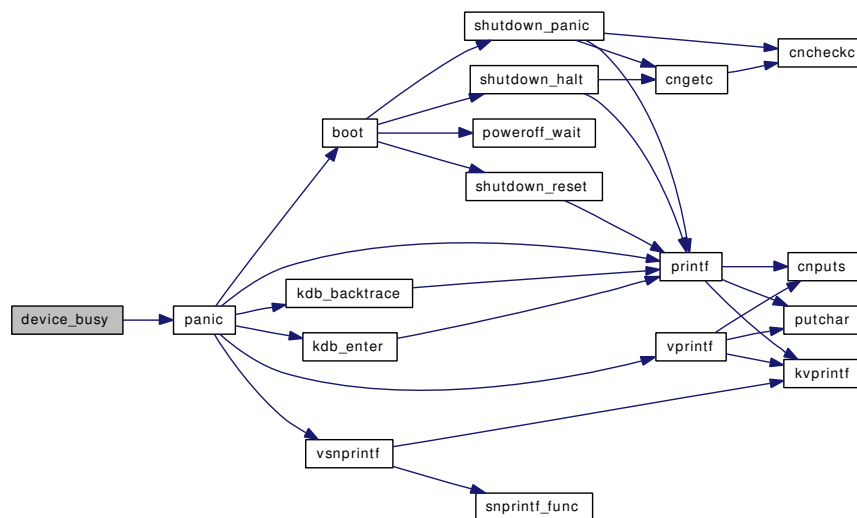 shutdown_panic
cncheckc
shutdown_halt
cngetc
boot
poweroff_wait
shutdown_reset
printf
cnputs
kdb_backtrace
device_busy
panic
putchar
kdb_enter
vprintf
kvprintf
vsnprintf
snprintf_func